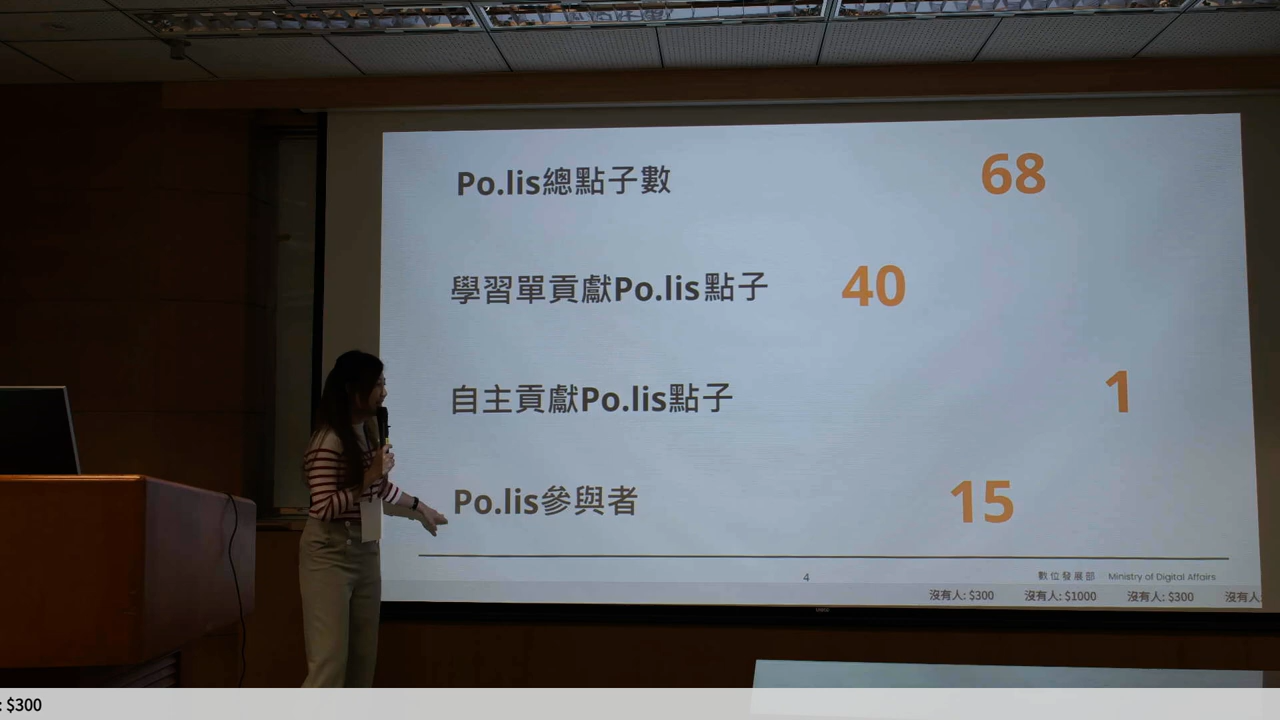 Po.lis總點子數 68
學習單貢獻Po.lis點子 40
自主貢獻Po.lis點子 1
Po.lis參與者 15
4 數位發展部 Ministry of Digital Affairs
沒有人: $300 沒有人: $1000 沒有人: $300 沒有人
: $300